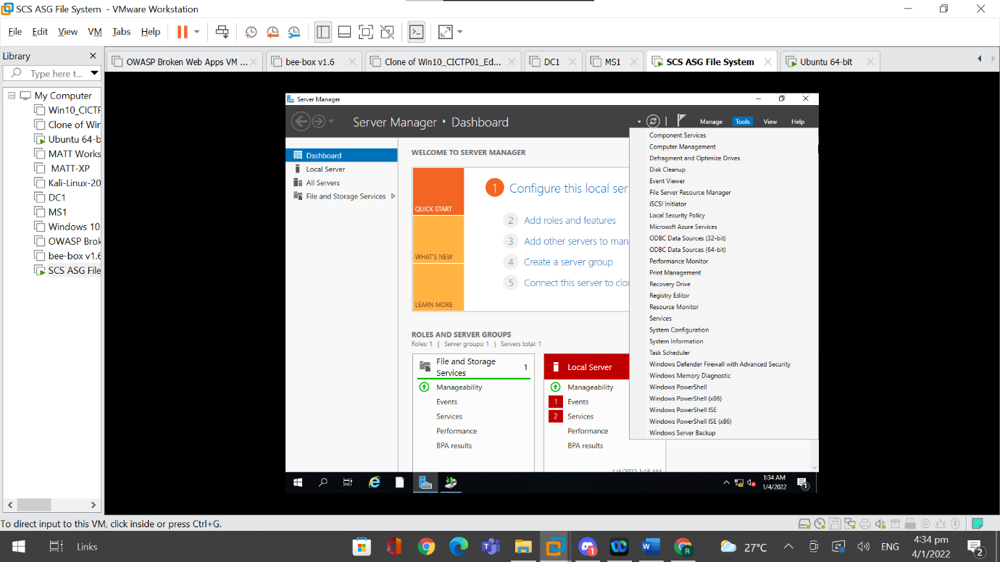 SCS ASG File System - VMware Workstation
File Edit View VM Tabs Help
Library
Type here t...
OWASP Broken Web Apps VM ...
bee-box v1.6
Clone of Win10_CICTP01_Ed...
DC1
MS1
SCS ASG File System
Ubuntu 64-bit
My Computer
Win10_CICTP
Clone of Win
Ubuntu 64-b
MATT Works
MATT-XP
Kali-Linux-20
DC1
MS1
Windows 10
OWASP Brok
bee-box v1.6
SCS ASG File
Server Manager
Server Manager Dashboard
Manage Tools View Help
Dashboard
Local Server
All Servers
File and Storage Services
WELCOME TO SERVER MANAGER
QUICK START
WHAT'S NEW
LEARN MORE
1 Configure this local ser
2 Add roles and features
3 Add other servers to man
4 Create a server group
5 Connect this server to clo
ROLES AND SERVER GROUPS
Roles: 1 | Server groups: 1 | Servers total: 1
File and Storage
Services
1
Manageability
Events
Services
Performance
BPA results
Local Server
Manageability
1 Events
2 Services
Performance
BPA results
1/4/2022 1:18 AM
Component Services
Computer Management
Defragment and Optimize Drives
Disk Cleanup
Event Viewer
File Server Resource Manager
iSCSI Initiator
Local Security Policy
Microsoft Azure Services
ODBC Data Sources (32-bit)
ODBC Data Sources (64-bit)
Performance Monitor
Print Management
Recovery Drive
Registry Editor
Resource Monitor
Services
System Configuration
System Information
Task Scheduler
Windows Defender Firewall with Advanced Security
Windows Memory Diagnostic
Windows PowerShell
Windows PowerShell (x86)
Windows PowerShell ISE
Windows PowerShell ISE (x86)
Windows Server Backup
1:34 AM
1/4/2022
1
To direct input to this VM, click inside or press Ctrl+G.
Links
1
R
27°C
ENG
4:34 pm
4/1/2022
2